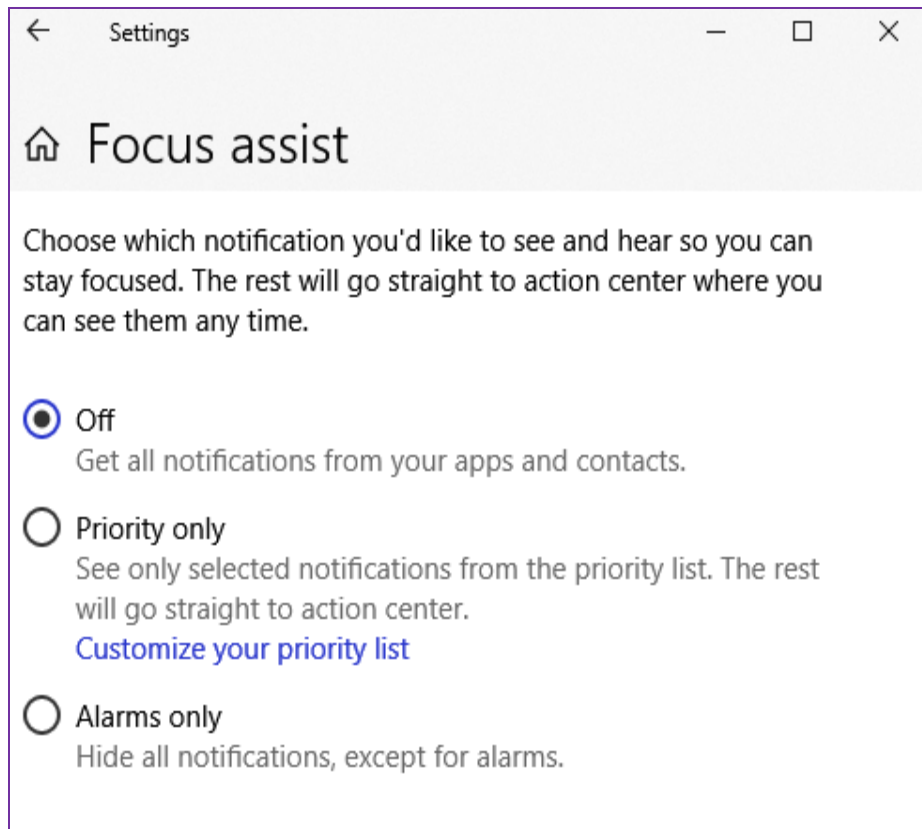 Settings
Focus assist
Choose which notification you'd like to see and hear so you can
stay focused. The rest will go straight to action center where you
can see them any time.
Off
Get all notifications from your apps and contacts.
Priority only
See only selected notifications from the priority list. The rest
will go straight to action center.
Customize your priority list
Alarms only
Hide all notifications, except for alarms.